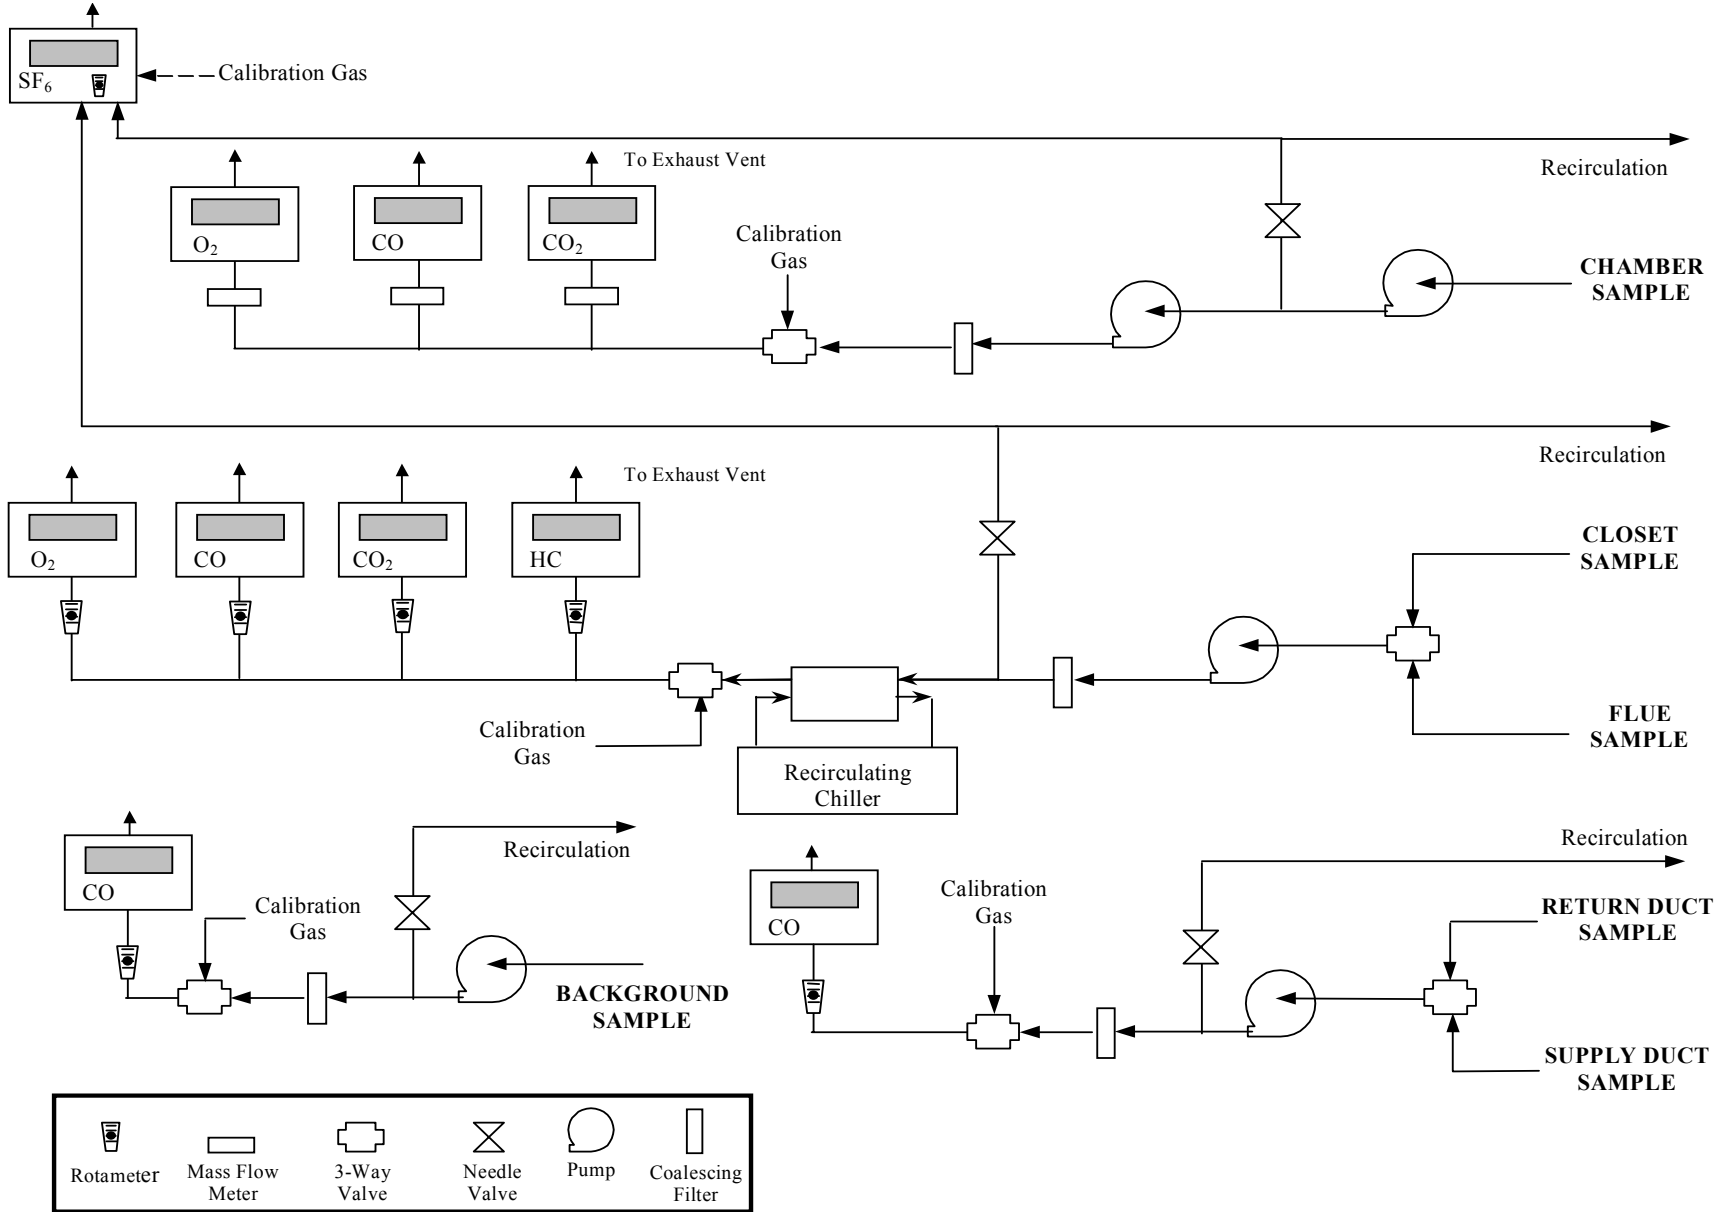 SF6
Calibration Gas
Recirculation
To Exhaust Vent
O2
CO
CO2
Calibration
Gas
CHAMBER
SAMPLE
Recirculation
To Exhaust Vent
O2
CO
CO2
HC
CLOSET
SAMPLE
FLUE
SAMPLE
Calibration
Gas
Recirculating
Chiller
Recirculation
CO
Calibration
Gas
BACKGROUND
SAMPLE
Recirculation
CO
Calibration
Gas
RETURN DUCT
SAMPLE
SUPPLY DUCT
SAMPLE
Rotameter
Mass Flow
Meter
3-Way
Valve
Needle
Valve
Pump
Coalescing
Filter